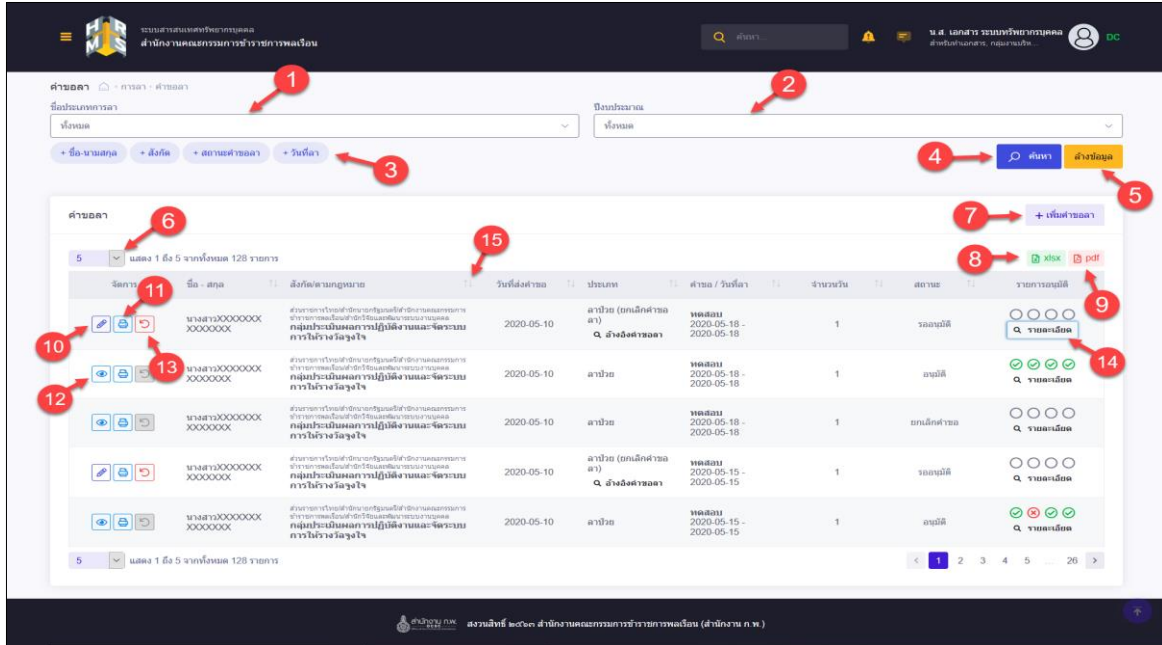 HR
MIS
ระบบสารสนเทศทรัพยากรบุคคล
สำนักงานคณะกรรมการข้าราชการพลเรือน
ค้นหา...
น.ส. เอกสาร ระบบทรัพยากรบุคคล
สำหรับทำเอกสาร, กลุ่มงานบริห...
DC
คำขอลา - การลา - คำขอลา
1
2
ชื่อประเภทการลา
ปีงบประมาณ
ทั้งหมด
ทั้งหมด
+ ชื่อ-นามสกุล + สังกัด + สถานะคำขอลา + วันที่ลา
3
4
ค้นหา
ล้างข้อมูล
5
คำขอลา
6
7
+ เพิ่มคำขอลา
5 แสดง 1 ถึง 5 จากทั้งหมด 128 รายการ
15
8
xlsx
pdf
9
จัดการ ชื่อ - สกุล สังกัด/ตามกฎหมาย วันที่ส่งคำขอ ประเภท คำขอ / วันที่ลา จำนวนวัน สถานะ รายการอนุมัติ
10
11
13
นางสาวXXXXXXX
XXXXXXX
กลุ่มประเมินผลการปฏิบัติงานและจัดระบบ
การให้รางวัลจูงใจ
2020-05-10
ลาป่วย (ยกเลิกคำขอ
ลา)
อ้างอิงคำขอลา
ทดสอบ
2020-05-18 -
2020-05-18
1
รออนุมัติ
รายละเอียด
14
12
นางสาวXXXXXXX
XXXXXXX
กลุ่มประเมินผลการปฏิบัติงานและจัดระบบ
การให้รางวัลจูงใจ
2020-05-10
ลาป่วย
ทดสอบ
2020-05-18 -
2020-05-18
1
อนุมัติ
รายละเอียด
นางสาวXXXXXXX
XXXXXXX
กลุ่มประเมินผลการปฏิบัติงานและจัดระบบ
การให้รางวัลจูงใจ
2020-05-10
ลาป่วย
ทดสอบ
2020-05-18 -
2020-05-18
1
ยกเลิกคำขอ
รายละเอียด
นางสาวXXXXXXX
XXXXXXX
กลุ่มประเมินผลการปฏิบัติงานและจัดระบบ
การให้รางวัลจูงใจ
2020-05-10
ลาป่วย (ยกเลิกคำขอ
ลา)
อ้างอิงคำขอลา
ทดสอบ
2020-05-15 -
2020-05-15
1
รออนุมัติ
รายละเอียด
นางสาวXXXXXXX
XXXXXXX
กลุ่มประเมินผลการปฏิบัติงานและจัดระบบ
การให้รางวัลจูงใจ
2020-05-10
ลาป่วย
ทดสอบ
2020-05-15 -
2020-05-15
1
อนุมัติ
รายละเอียด
5 แสดง 1 ถึง 5 จากทั้งหมด 128 รายการ
< 1 2 3 4 5 ... 26 >
สำนักงาน ก.พ. สงวนสิทธิ์ ๒๕๖๓ สำนักงานคณะกรรมการข้าราชการพลเรือน (สำนักงาน ก.พ.)